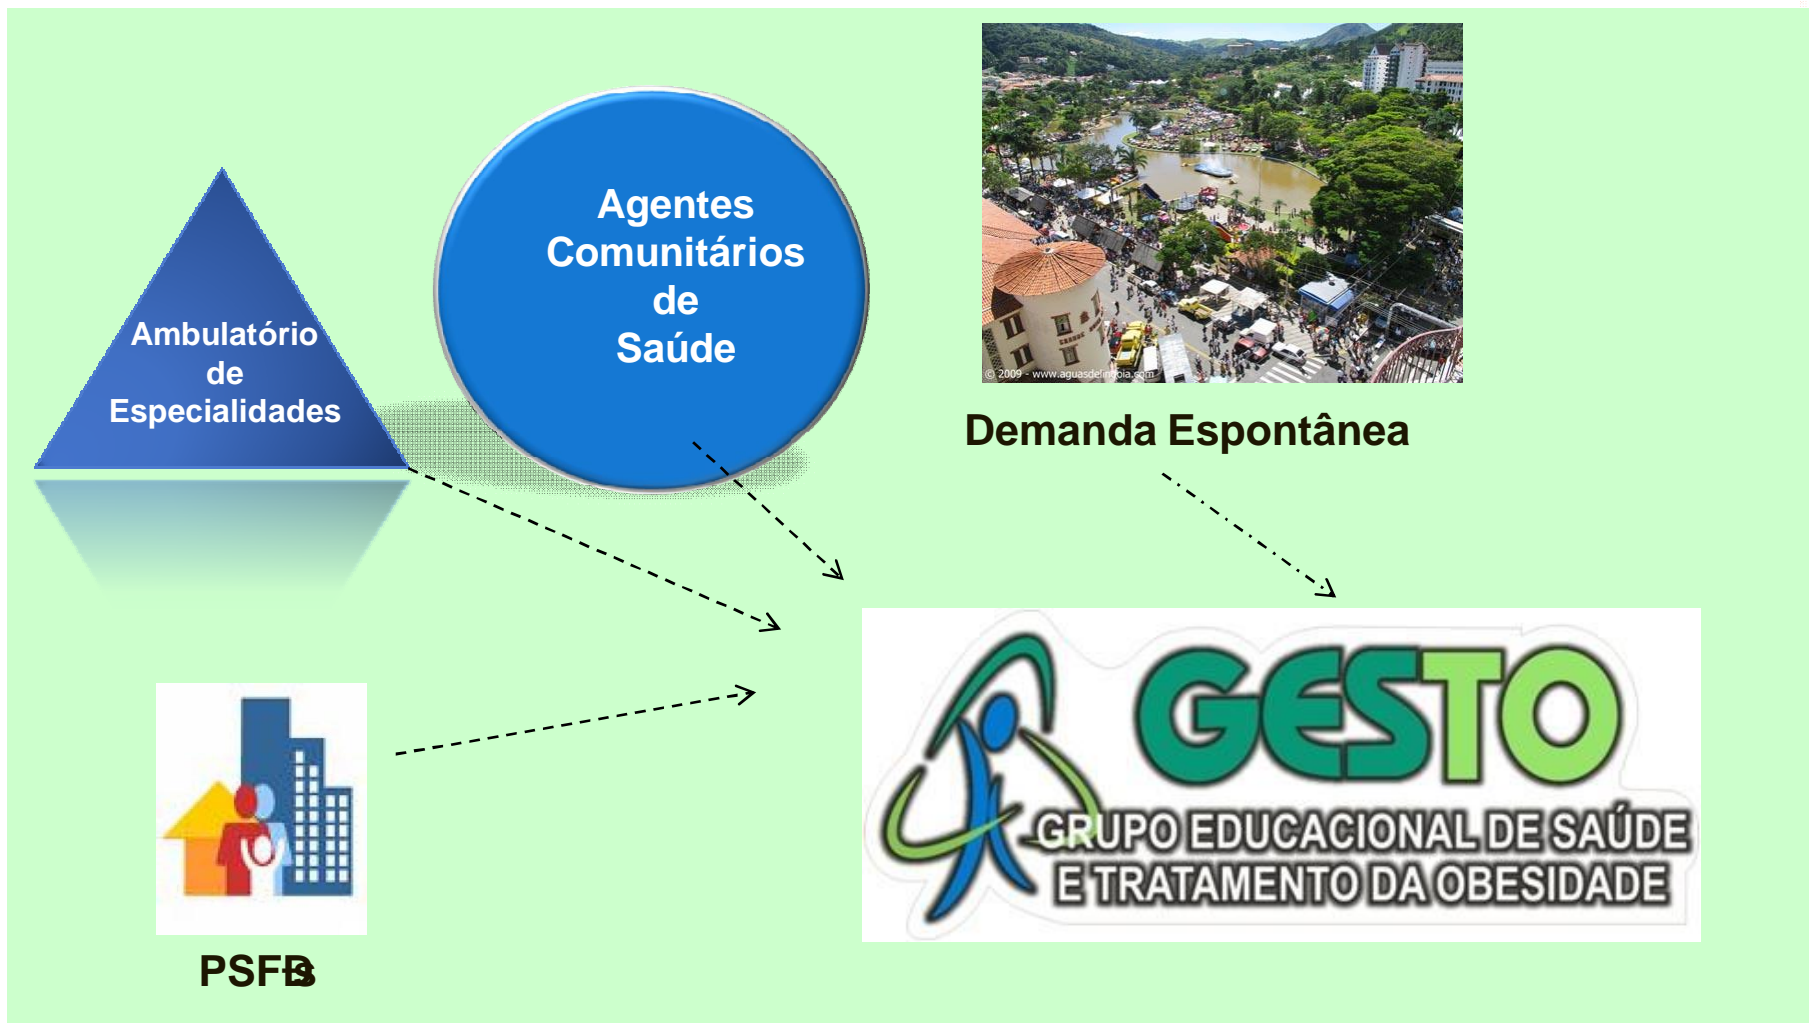 Agentes
Comunitários
de
Saúde
Ambulatório
de
Especialidades
© 2009 - www.aguasdelindoia.com
Demanda Espontânea
GESTO
GRUPO EDUCACIONAL DE SAÚDE
E TRATAMENTO DA OBESIDADE